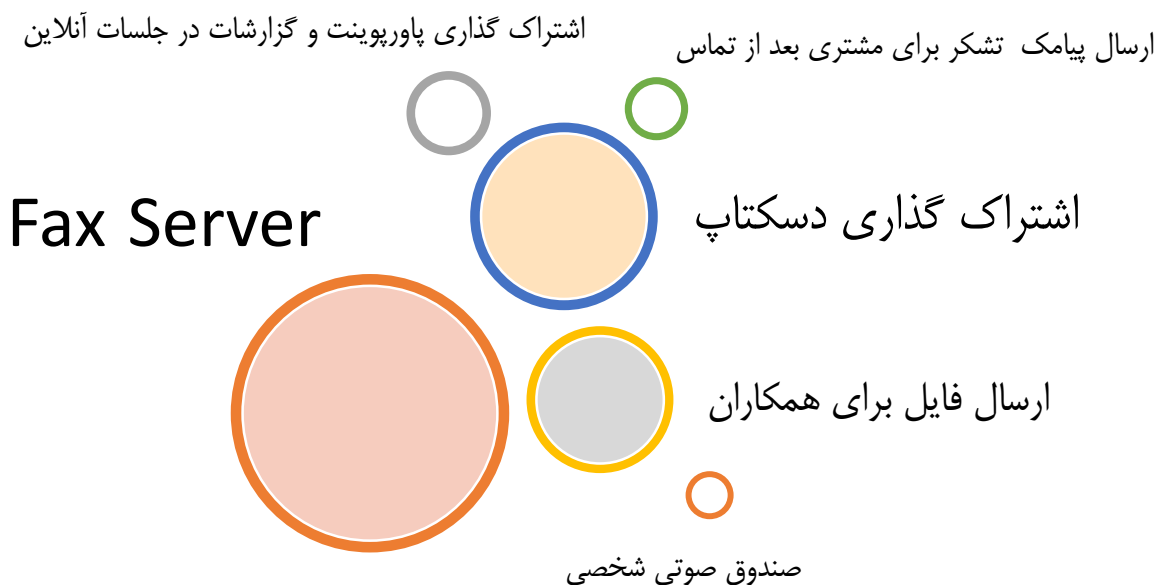 اشتراک گذاری پاورپوینت و گزارشات در جلسات آنلاین
ارسال پیامک تشکر برای مشتری بعد از تماس
Fax Server
اشتراک گذاری دسکتاپ
ارسال فایل برای همکاران
صندوق صوتی شخصی